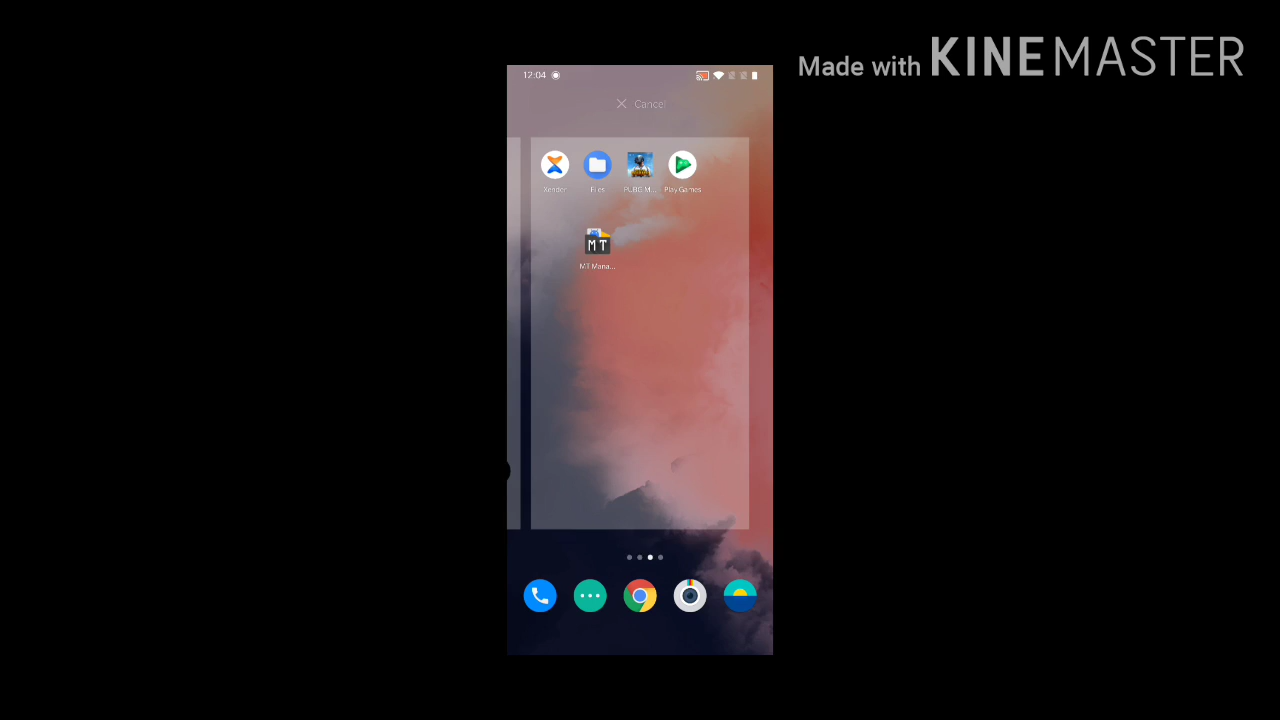 Made with KINEMASTER
12:04
Cancel
Xender
Files
PUBG M...
Play Games
MT
MT Mana...